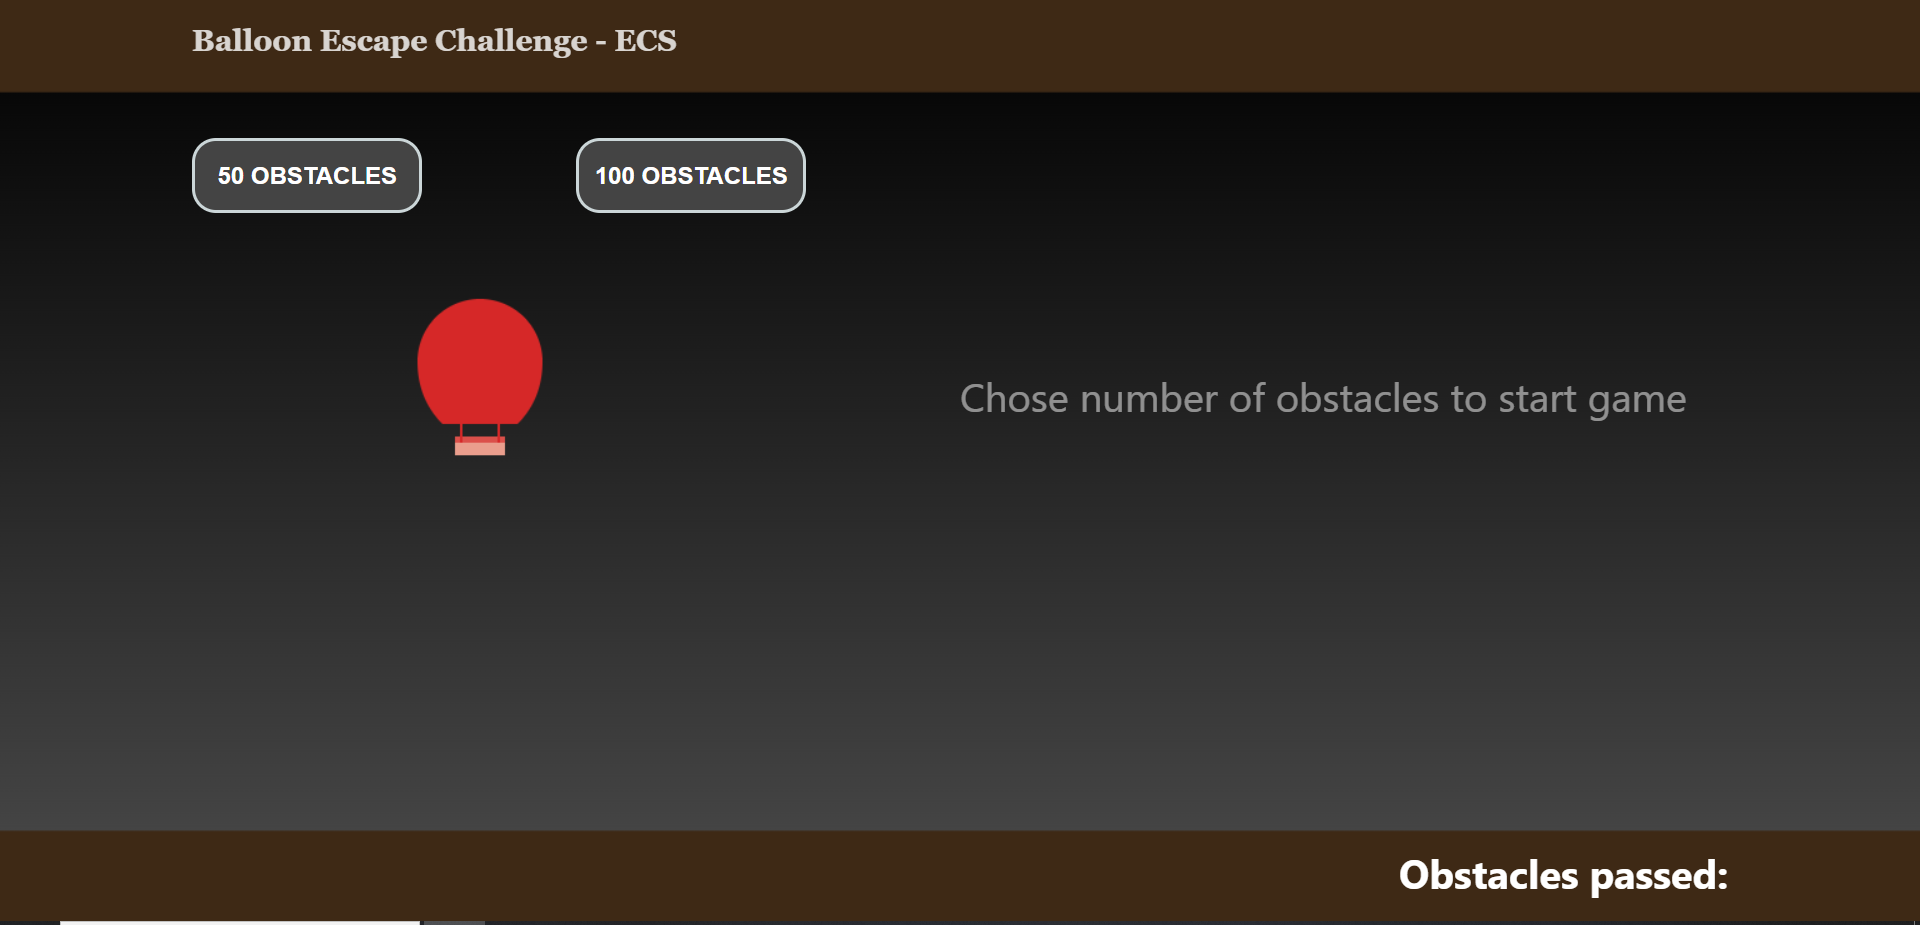 Balloon Escape Challenge - ECS
50 OBSTACLES
100 OBSTACLES
Chose number of obstacles to start game
Obstacles passed: